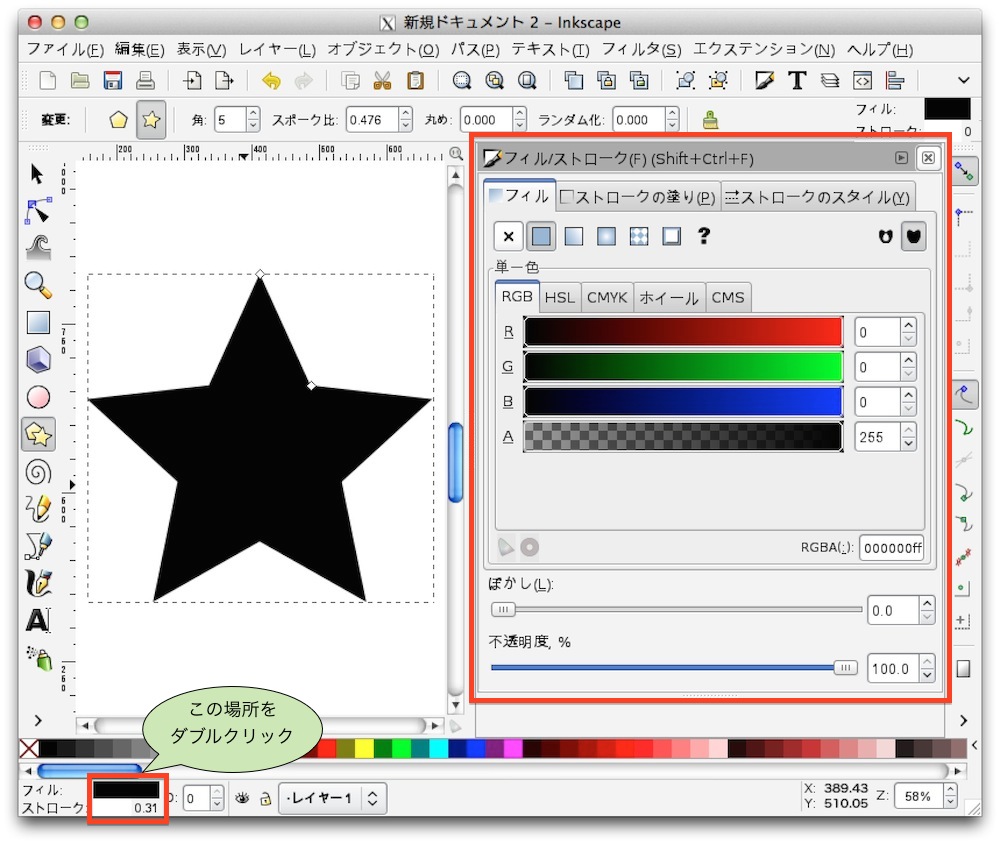 新規ドキュメント 2 – Inkscape
ファイル(F) 編集(E) 表示(V) レイヤー(L) オブジェクト(O) パス(P) テキスト(T) フィルタ(S) エクステンション(N) ヘルプ(H)
変更: 角: 5 スポーク比: 0.476 丸め: 0.000 ランダム化: 0.000
フィル:
ストローク: 0
200 300 400 500 600
フィル/ストローク(F) (Shift+Ctrl+F)
フィル ストロークの塗り(P) ストロークのスタイル(Y)
単一色
RGB HSL CMYK ホイール CMS
R 0
G 0
B 0
A 255
RGBA(:): 000000ff
ぼかし(L):
0.0
不透明度, %
100.0
この場所を
ダブルクリック
フィル:
ストローク: 0.31
0
・レイヤー 1
X: 389.43
Y: 510.05
Z: 58%